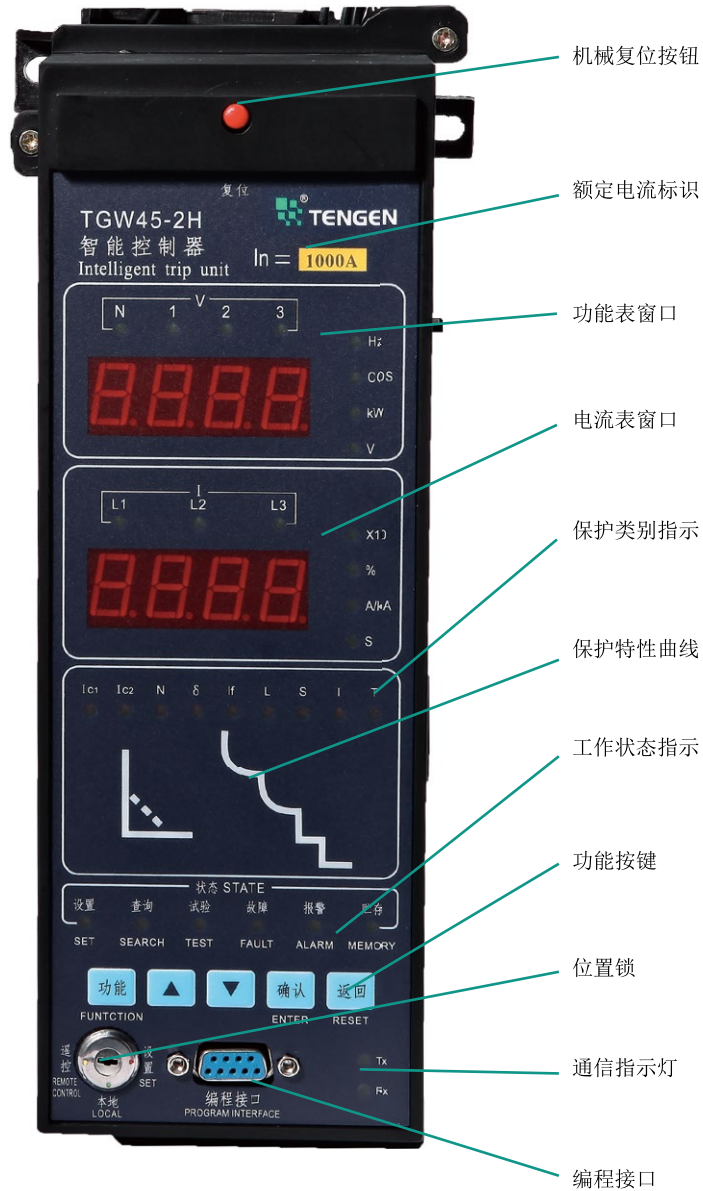 机械复位按钮
复位
额定电流标识
TGW45-2H
® TENGEN
智能控制器
Intelligent trip unit
In = 1000A
功能表窗口
V
N 1 2 3
Hz
COS
kW
V
电流表窗口
I
L1 L2 L3
X10
%
A/kA
S
保护类别指示
保护特性曲线
Ic1 Ic2 N δ If L S I T
工作状态指示
功能按键
状态 STATE
设置 查询 试验 故障 报警 贮存
SET SEARCH TEST FAULT ALARM MEMORY
位置锁
功能 ▲ ▼ 确认 返回
FUNTCTION ENTER RESET
遥控 设置
REMOTE CONTROL SET
本地
LOCAL
编程接口
PROGRAM INTERFACE
Tx
Rx
通信指示灯
编程接口